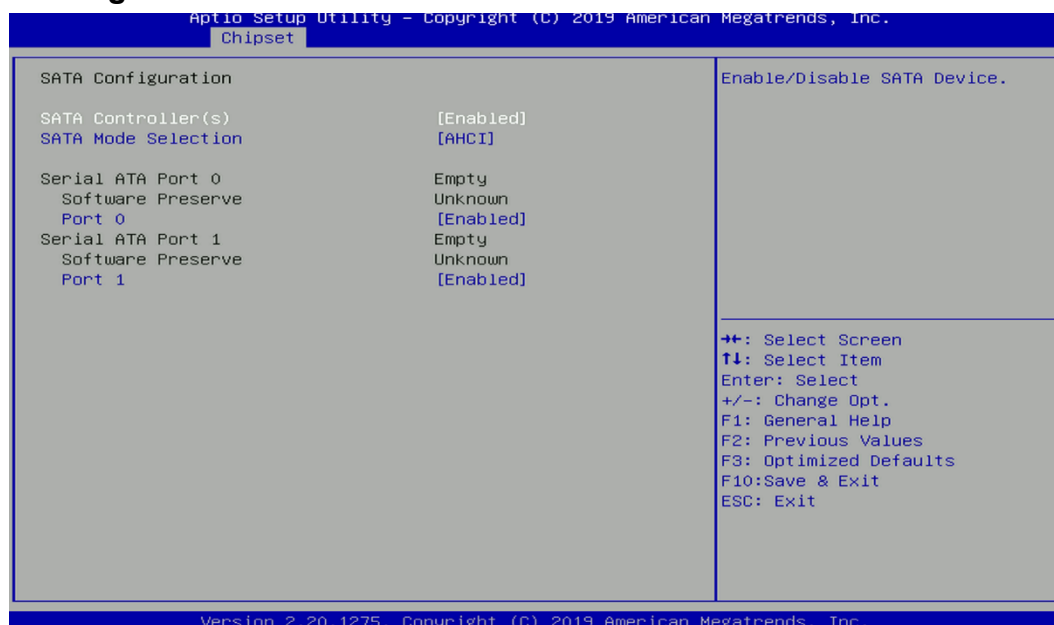 Aptio Setup Utility – Copyright (C) 2019 American Megatrends, Inc.
Chipset
SATA Configuration
SATA Controller(s) [Enabled]
SATA Mode Selection [AHCI]
Serial ATA Port 0 Empty
Software Preserve Unknown
Port 0 [Enabled]
Serial ATA Port 1 Empty
Software Preserve Unknown
Port 1 [Enabled]
Enable/Disable SATA Device.
→←: Select Screen
↑↓: Select Item
Enter: Select
+/-: Change Opt.
F1: General Help
F2: Previous Values
F3: Optimized Defaults
F10:Save & Exit
ESC: Exit
Version 2.20.1275. Copyright (C) 2019 American Megatrends, Inc.